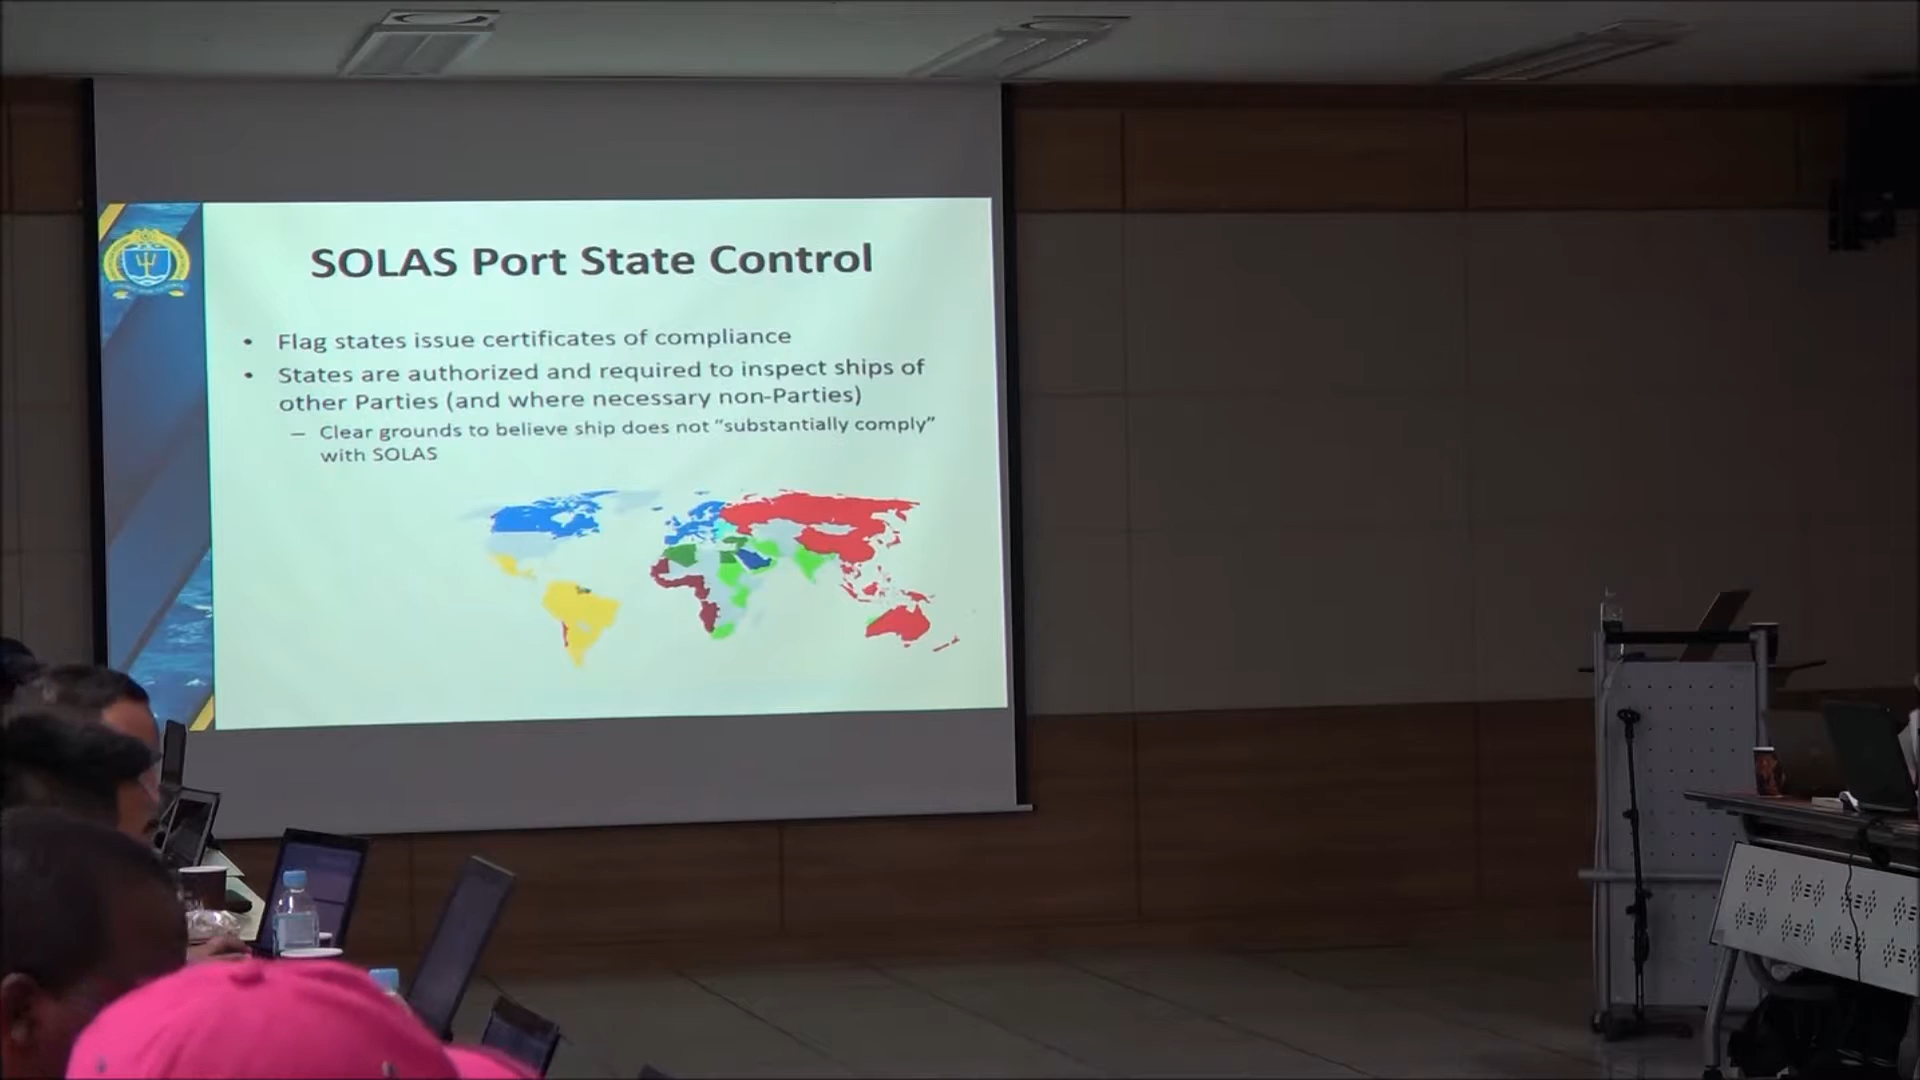 SOLAS Port State Control
• Flag states issue certificates of compliance
• States are authorized and required to inspect ships of
other Parties (and where necessary non-Parties)
– Clear grounds to believe ship does not “substantially comply”
with SOLAS